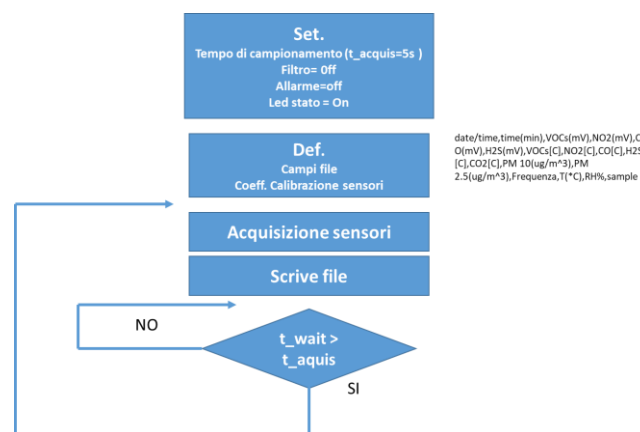 Set.
Tempo di campionamento (t_acquis=5s )
Filtro= 0ff
Allarme=off
Led stato = On
Def.
Campi file
Coeff. Calibrazione sensori
date/time,time(min),VOCs(mV),NO2(mV),C
O(mV),H2S(mV),VOCs[C],NO2[C],CO[C],H2S
[C],CO2[C],PM 10(ug/m^3),PM
2.5(ug/m^3),Frequenza,T(*C),RH%,sample
Acquisizione sensori
Scrive file
NO
t_wait >
t_aquis
SI